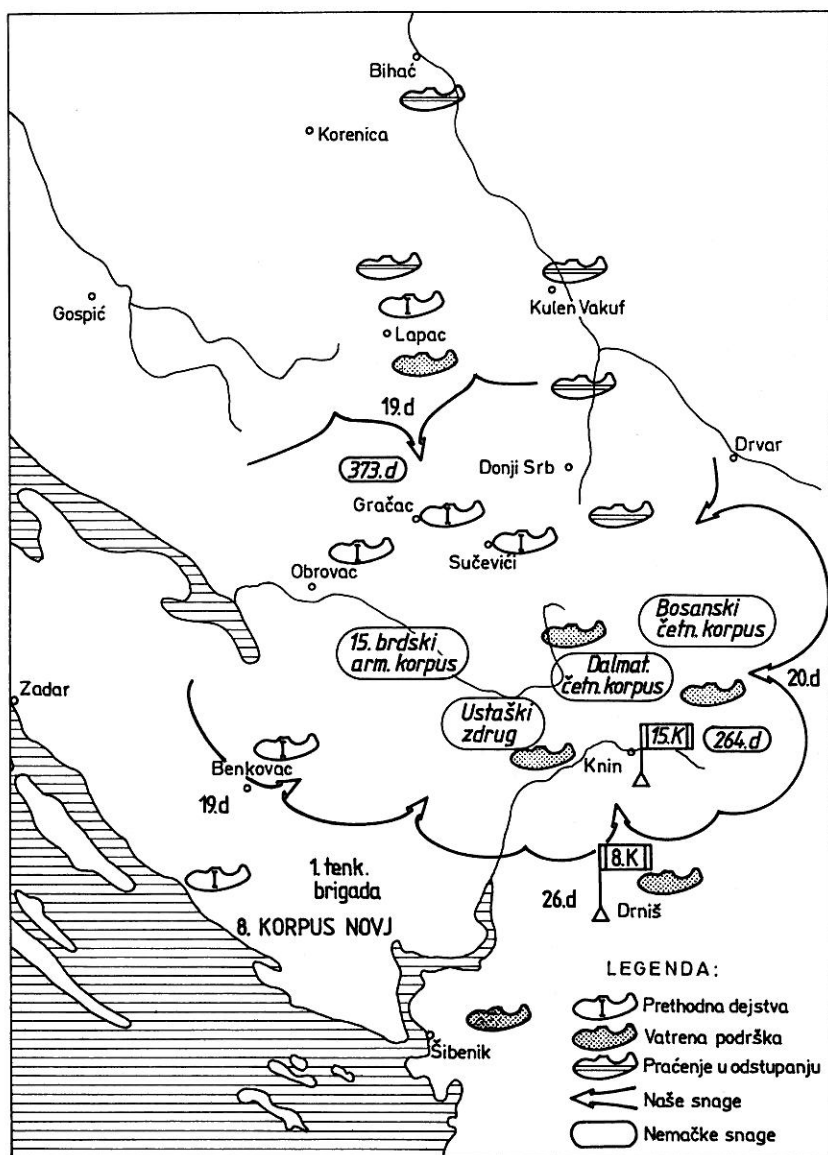 Bihać
Korenica
Gospić
Kulen Vakuf
Lapac
19.d
373.d
Donji Srb
Drvar
Gračac
Sučevići
Obrovac
Bosanski
četn. korpus
15. brdski
arm. korpus
Dalmat.
četn. korpus
20.d
Zadar
Ustaški
zdrug
15.K
264.d
Knin
Benkovac
19.d
8.K
1. tenk.
brigada
26.d
Drniš
8. KORPUS NOVJ
LEGENDA:
Prethodna dejstva
Vatrena podrška
Šibenik
Praćenje u odstupanju
Naše snage
Nemačke snage